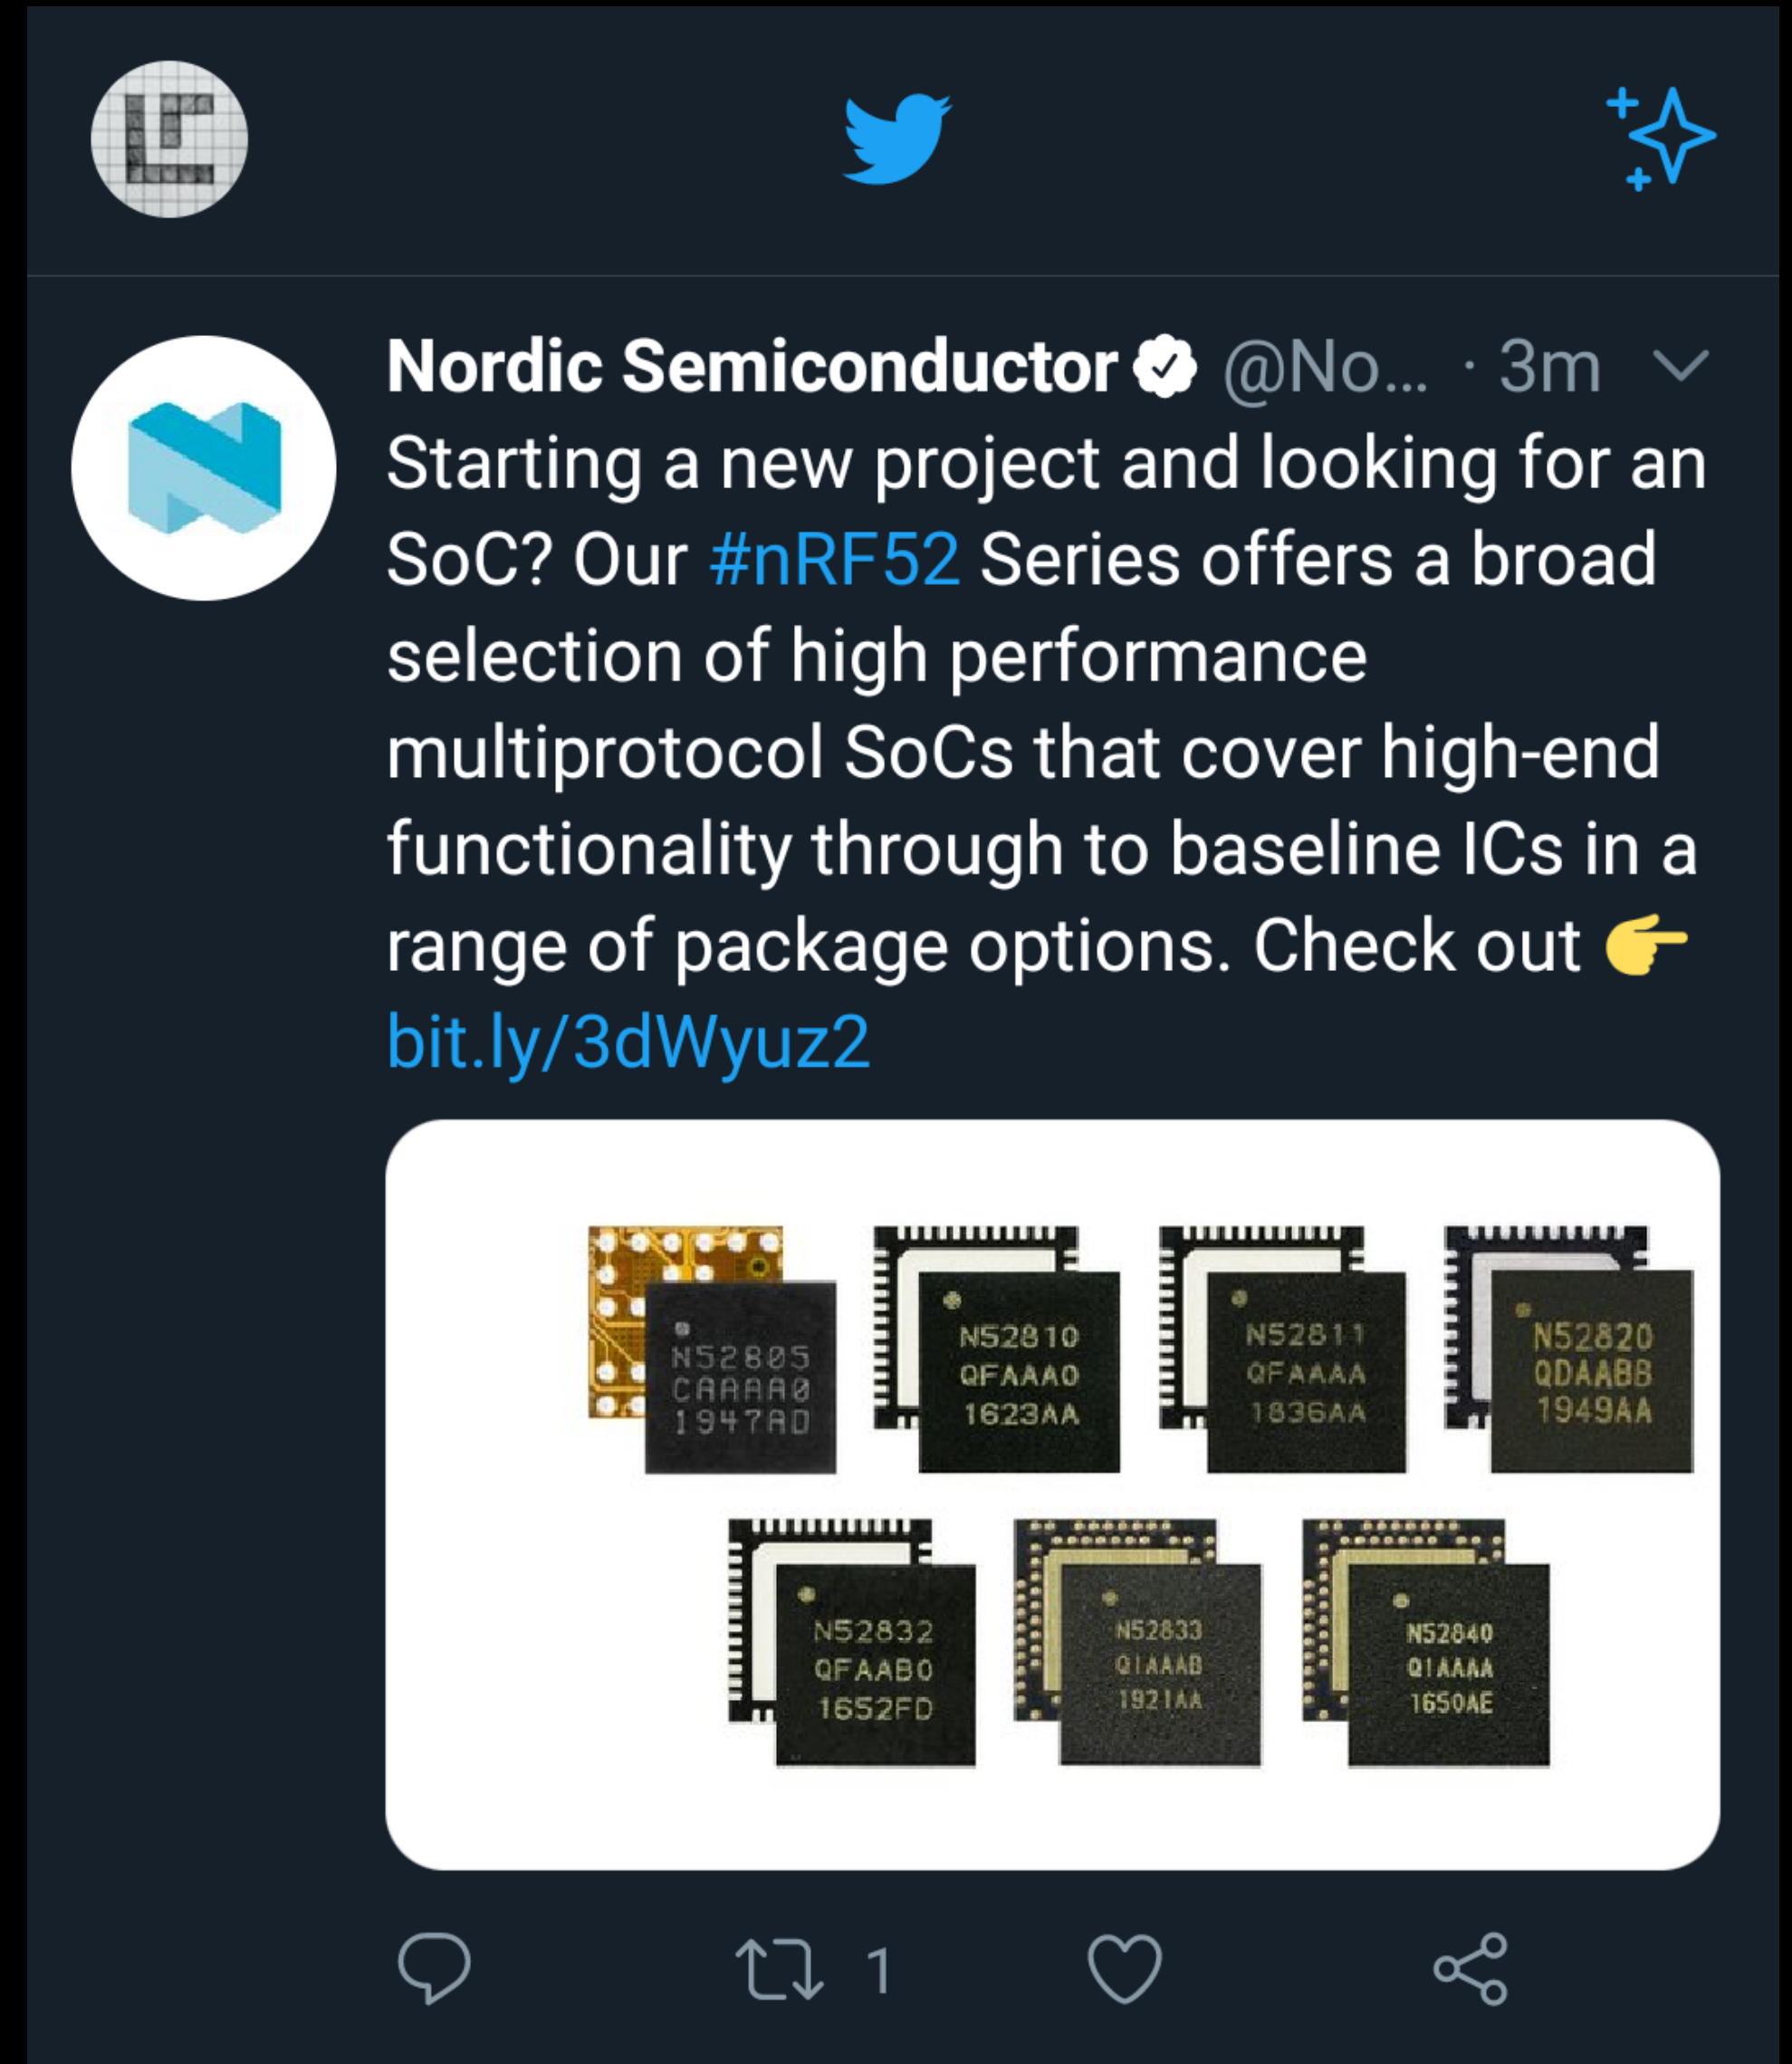 Nordic Semiconductor @No... · 3m
Starting a new project and looking for an
SoC? Our #nRF52 Series offers a broad
selection of high performance
multiprotocol SoCs that cover high-end
functionality through to baseline ICs in a
range of package options. Check out 👉
bit.ly/3dWyuz2
N52805
CAAAA0
1947AD
N52810
QFAAA0
1623AA
N52811
QFAAAA
1836AA
N52820
QDAABB
1949AA
N52832
QFAAB0
1652FD
N52833
QIAAAB
1921AA
N52840
QIAAAA
1650AE
1